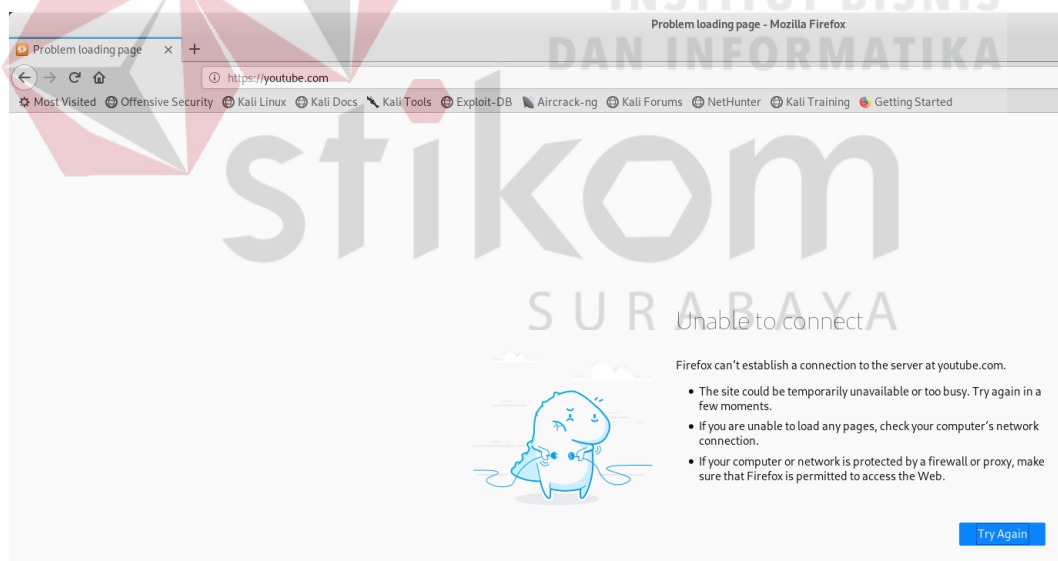 INSTITUT BISNIS
DAN INFORMATIKA
Problem loading page - Mozilla Firefox
Problem loading page
https://youtube.com
Most Visited Offensive Security Kali Linux Kali Docs Kali Tools Exploit-DB Aircrack-ng Kali Forums NetHunter Kali Training Getting Started
stikom
SURABAYA
Unable to connect
Firefox can’t establish a connection to the server at youtube.com.
• The site could be temporarily unavailable or too busy. Try again in a
few moments.
• If you are unable to load any pages, check your computer’s network
connection.
• If your computer or network is protected by a firewall or proxy, make
sure that Firefox is permitted to access the Web.
Try Again